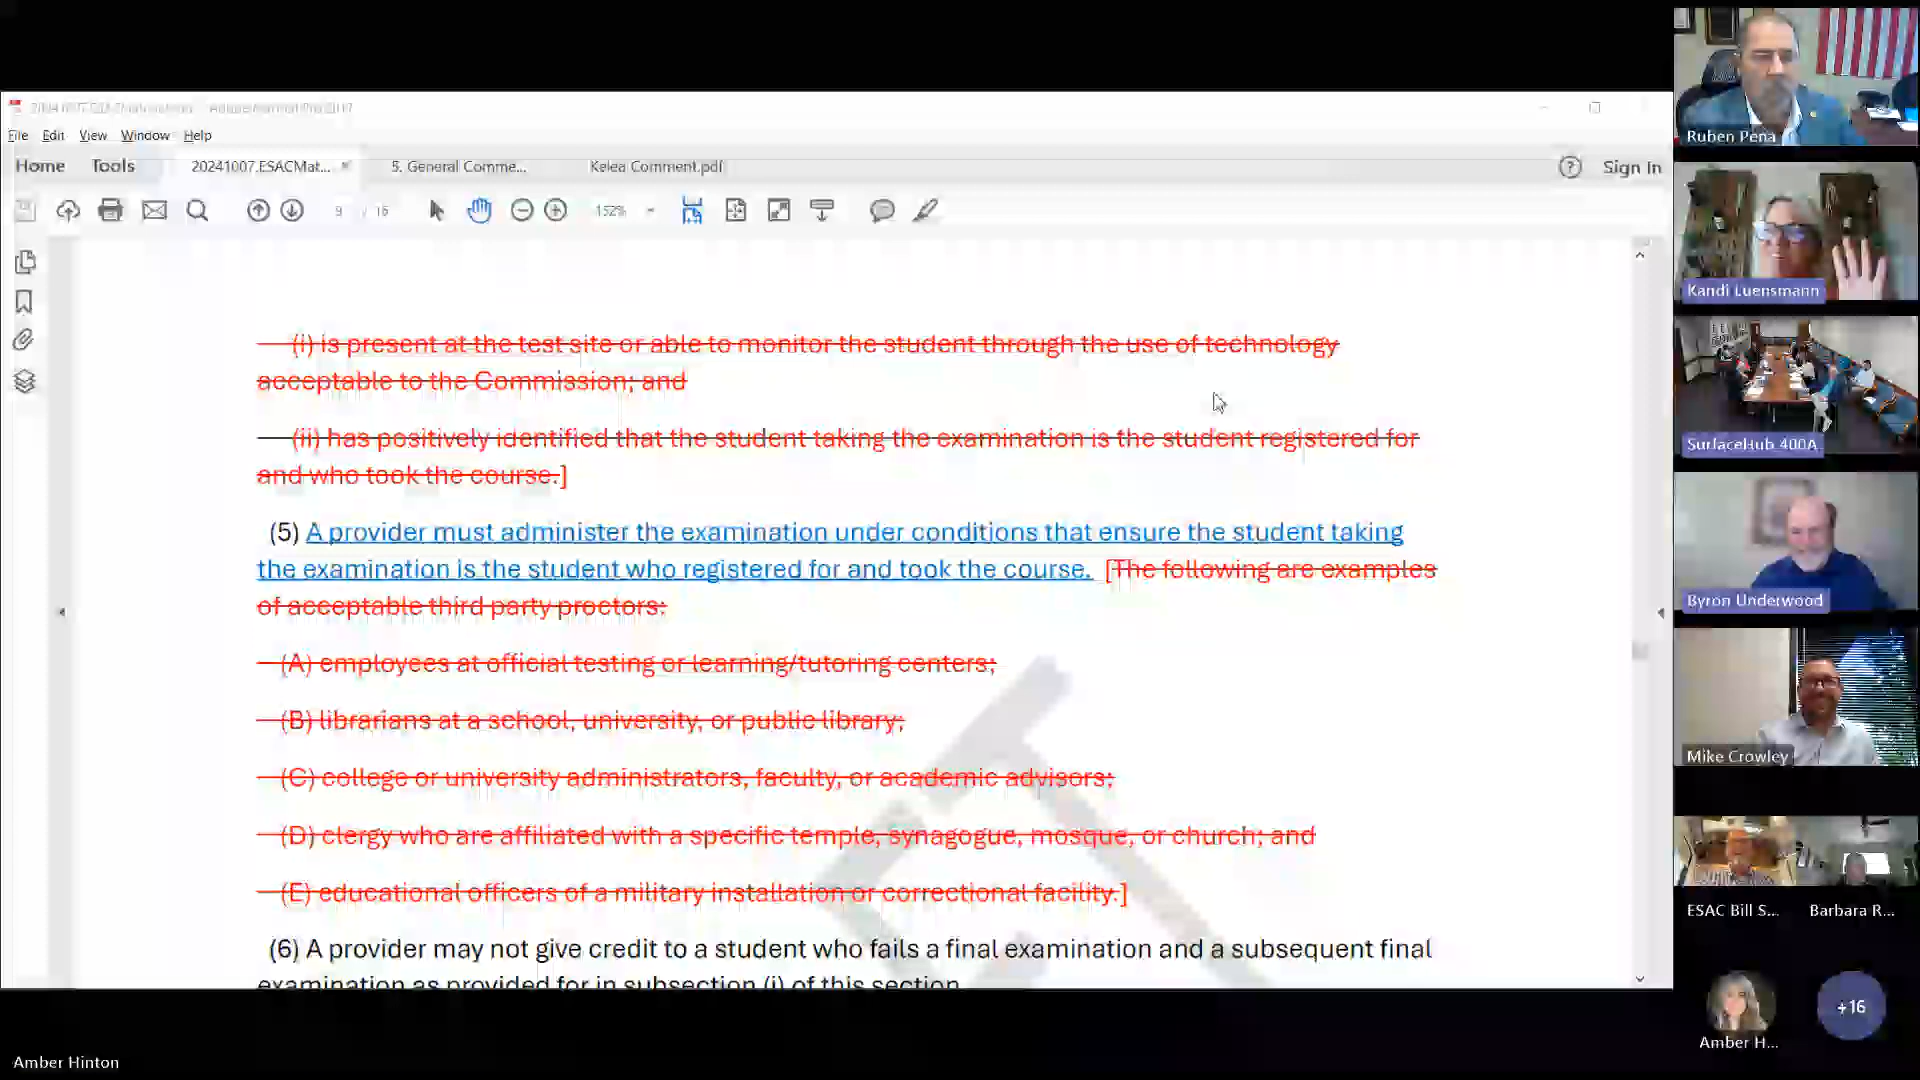 File Edit View Window Help
Home Tools 20241007.ESACMat... × 5. General Comme... Kelea Comment.pdf Sign In
9 / 16 152%
(i) is present at the test site or able to monitor the student through the use of technology
acceptable to the Commission; and
(ii) has positively identified that the student taking the examination is the student registered for
and who took the course.]
(5) A provider must administer the examination under conditions that ensure the student taking
the examination is the student who registered for and took the course. [The following are examples
of acceptable third party proctors:
(A) employees at official testing or learning/tutoring centers;
(B) librarians at a school, university, or public library;
(C) college or university administrators, faculty, or academic advisors;
(D) clergy who are affiliated with a specific temple, synagogue, mosque, or church; and
(E) educational officers of a military installation or correctional facility.]
(6) A provider may not give credit to a student who fails a final examination and a subsequent final
examination as provided for in subsection (i) of this section.
Ruben Pena
Kandi Luensmann
SurfaceHub 400A
Byron Underwood
Mike Crowley
ESAC Bill S... Barbara R...
+16
Amber H...
Amber Hinton